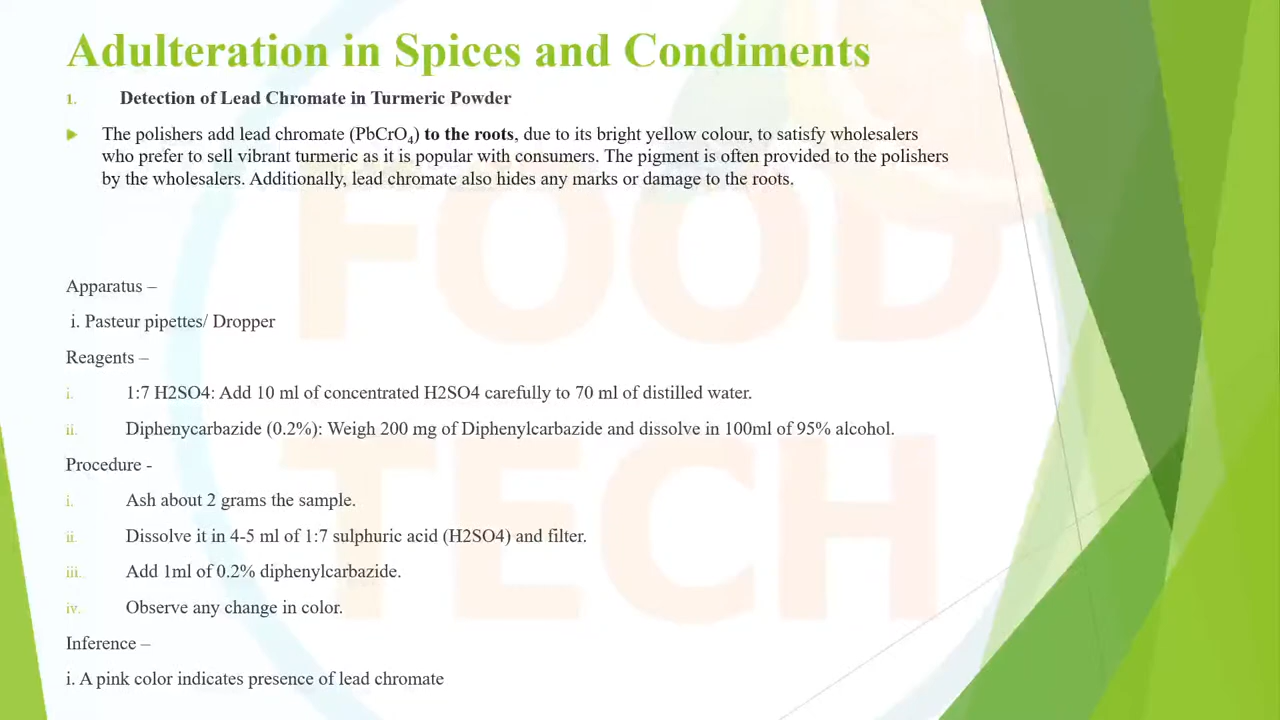 Adulteration in Spices and Condiments
1. Detection of Lead Chromate in Turmeric Powder
The polishers add lead chromate (PbCrO₄) to the roots, due to its bright yellow colour, to satisfy wholesalers
who prefer to sell vibrant turmeric as it is popular with consumers. The pigment is often provided to the polishers
by the wholesalers. Additionally, lead chromate also hides any marks or damage to the roots.
Apparatus –
i. Pasteur pipettes/ Dropper
Reagents –
i. 1:7 H2SO4: Add 10 ml of concentrated H2SO4 carefully to 70 ml of distilled water.
ii. Diphenycarbazide (0.2%): Weigh 200 mg of Diphenylcarbazide and dissolve in 100ml of 95% alcohol.
Procedure -
i. Ash about 2 grams the sample.
ii. Dissolve it in 4-5 ml of 1:7 sulphuric acid (H2SO4) and filter.
iii. Add 1ml of 0.2% diphenylcarbazide.
iv. Observe any change in color.
Inference –
i. A pink color indicates presence of lead chromate
FOOD
TECH